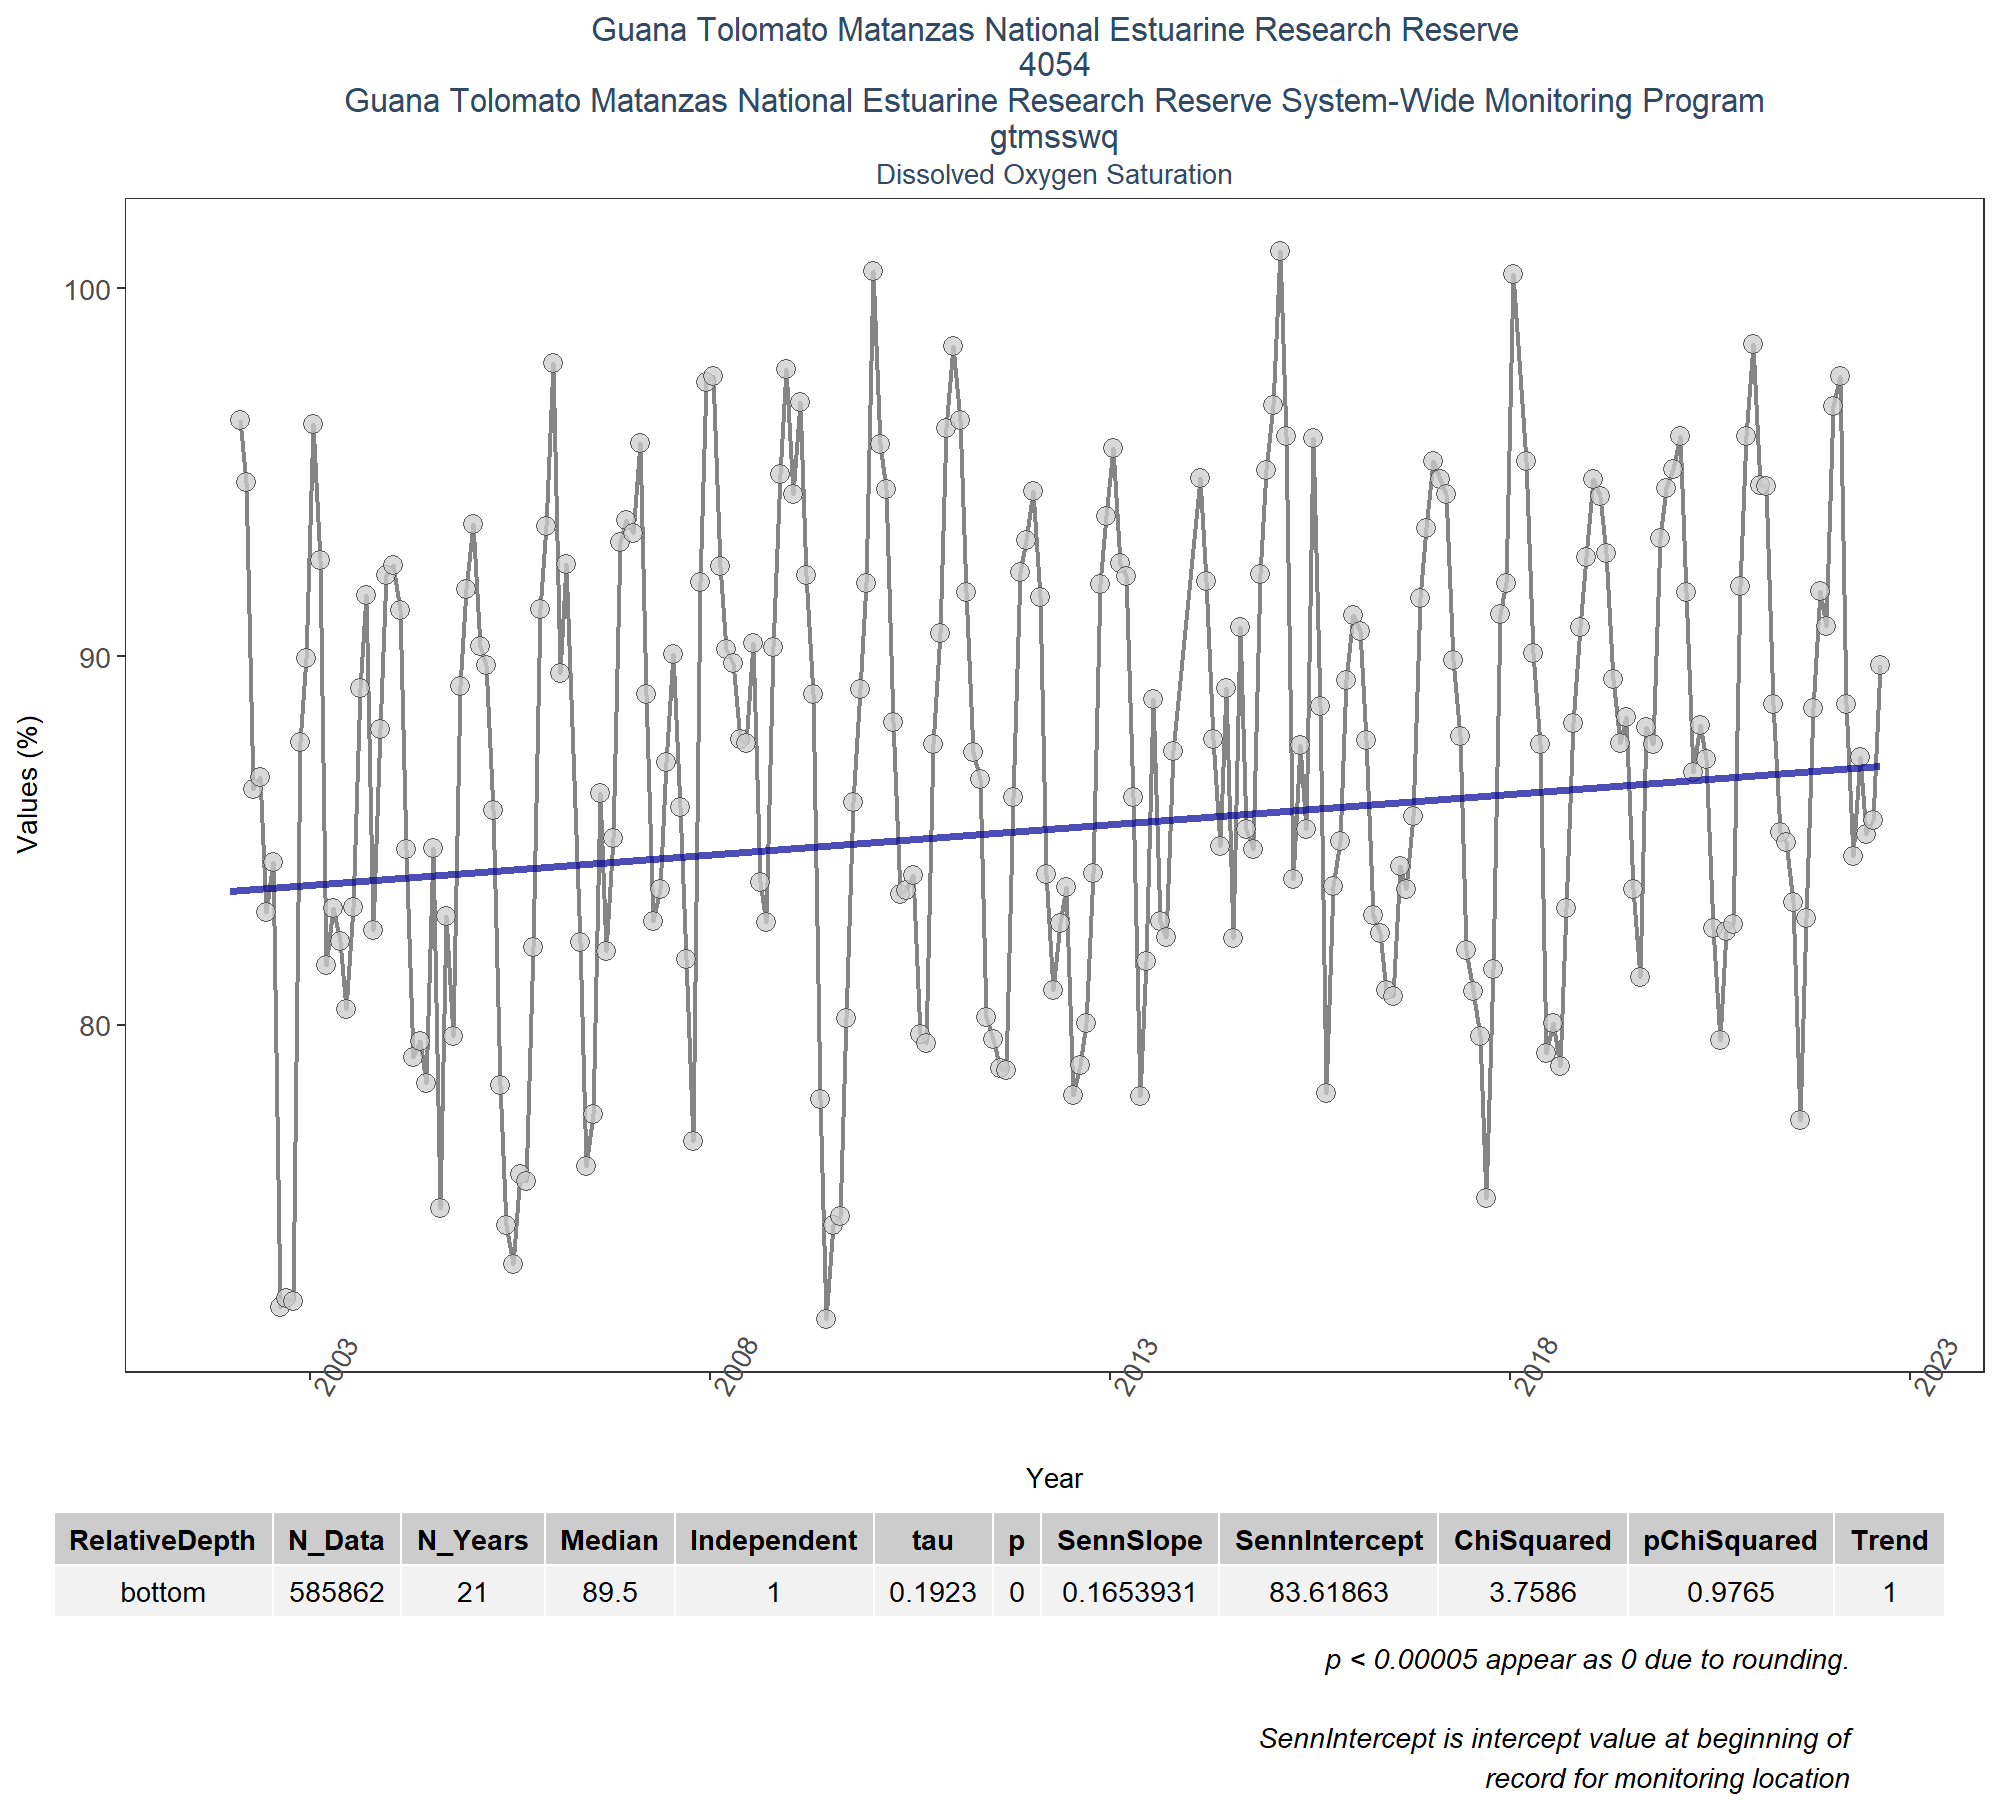 Guana Tolomato Matanzas National Estuarine Research Reserve
4054
Guana Tolomato Matanzas National Estuarine Research Reserve System-Wide Monitoring Program
gtmsswq
Dissolved Oxygen Saturation
Values (%)
100
90
80
2003 2008 2013 2018 2023
Year
RelativeDepth N_Data N_Years Median Independent tau p SennSlope SennIntercept ChiSquared pChiSquared Trend
bottom 585862 21 89.5 1 0.1923 0 0.1653931 83.61863 3.7586 0.9765 1
p < 0.00005 appear as 0 due to rounding.
SennIntercept is intercept value at beginning of
record for monitoring location